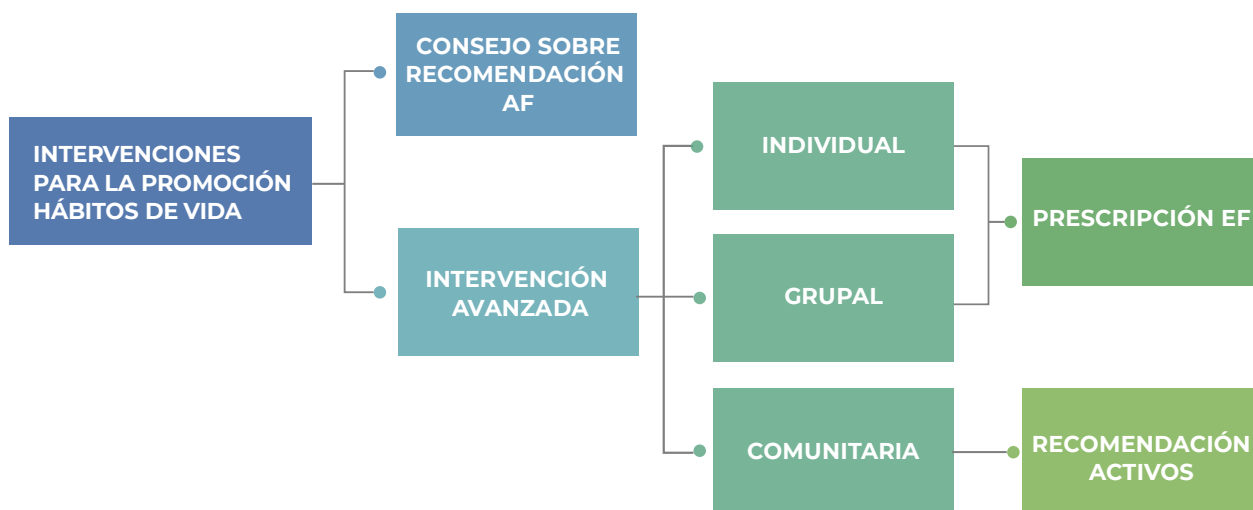 INTERVENCIONES
PARA LA PROMOCIÓN
HÁBITOS DE VIDA
CONSEJO SOBRE
RECOMENDACIÓN
AF
INTERVENCIÓN
AVANZADA
INDIVIDUAL
GRUPAL
COMUNITARIA
PRESCRIPCIÓN EF
RECOMENDACIÓN
ACTIVOS